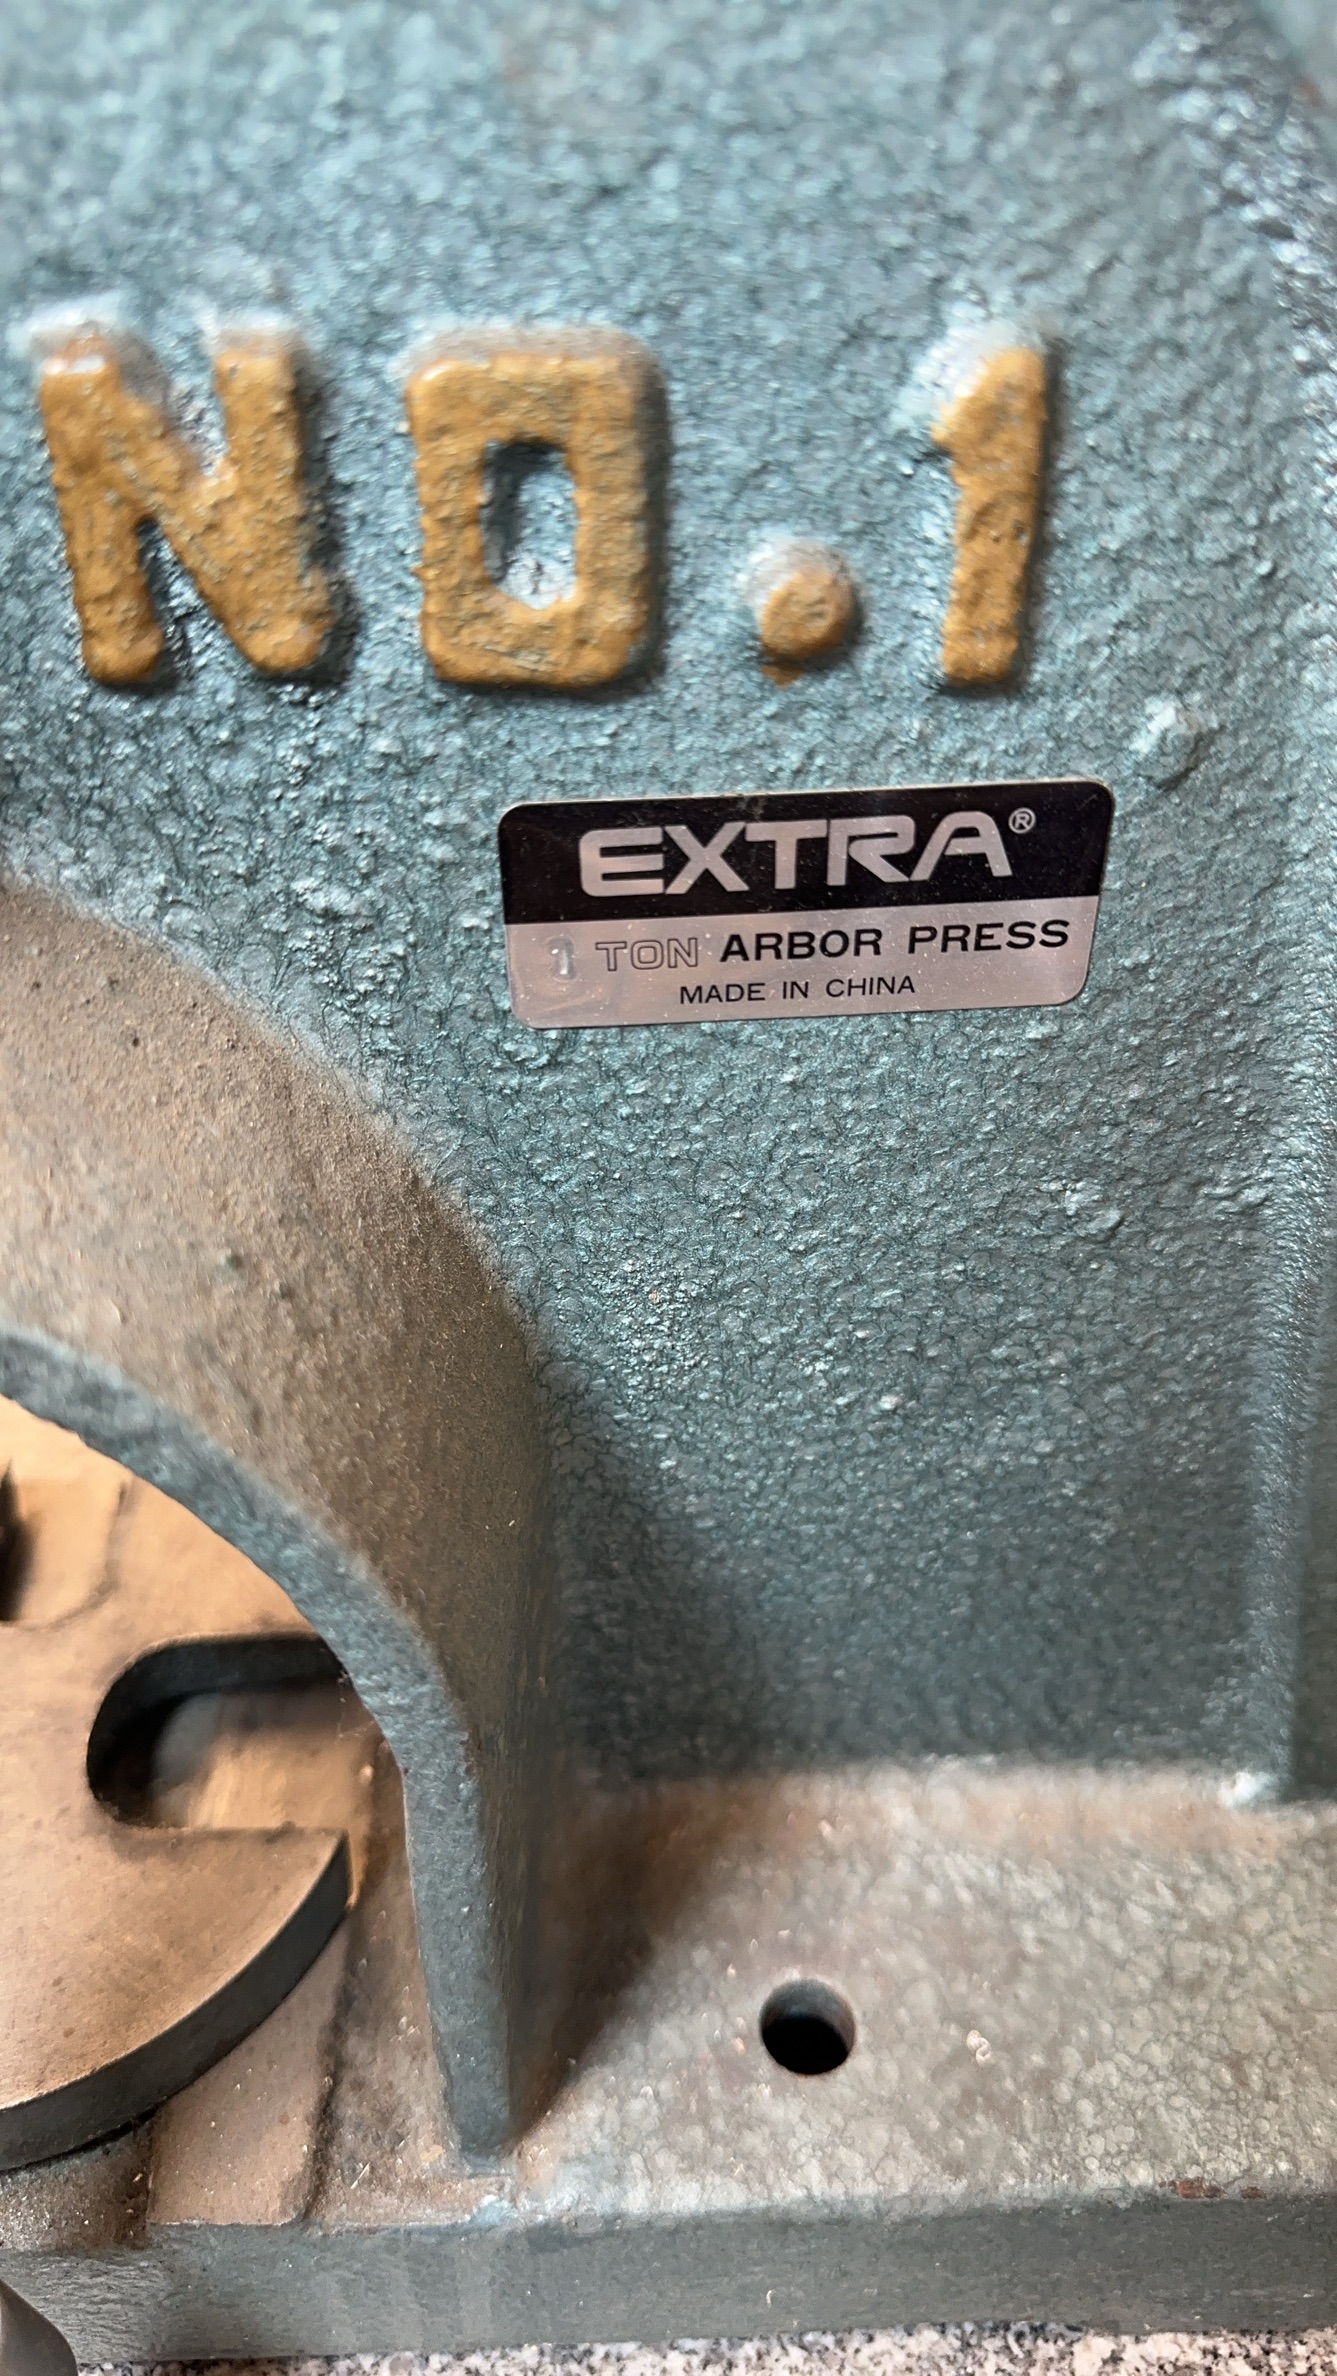 NO.1
EXTRA®
1 TON ARBOR PRESS
MADE IN CHINA